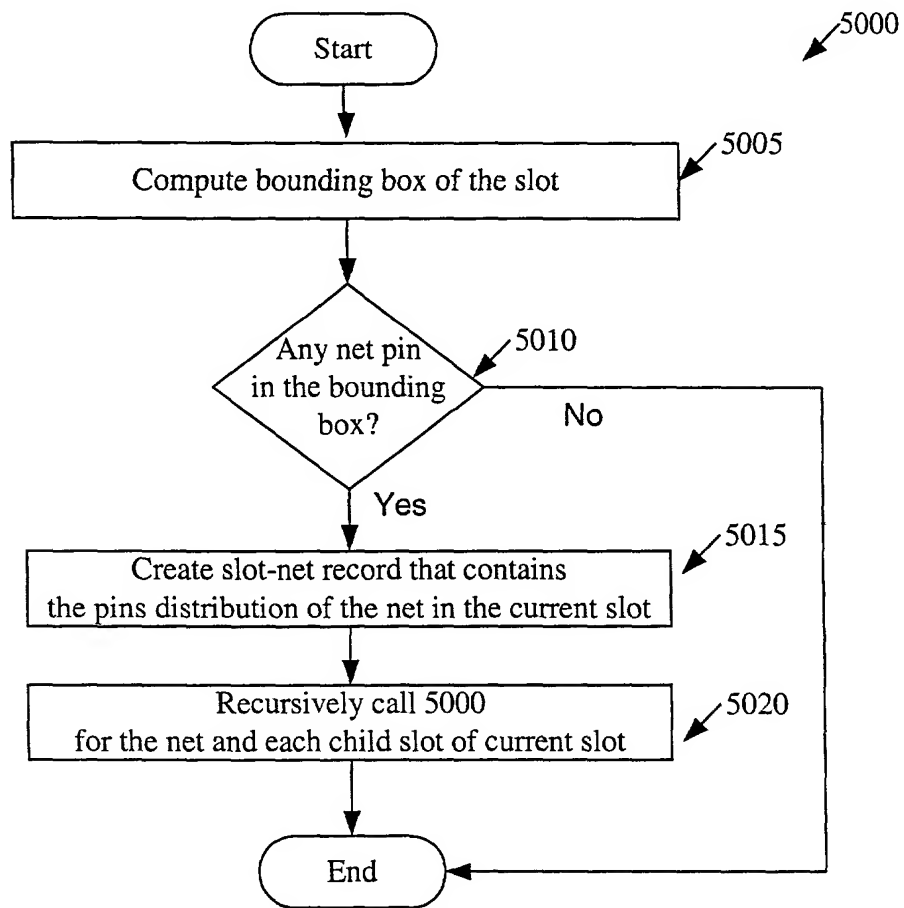 Start
5000
Compute bounding box of the slot
5005
Any net pin
in the bounding
box?
5010
No
Yes
Create slot-net record that contains
the pins distribution of the net in the current slot
5015
Recursively call 5000
for the net and each child slot of current slot
5020
End